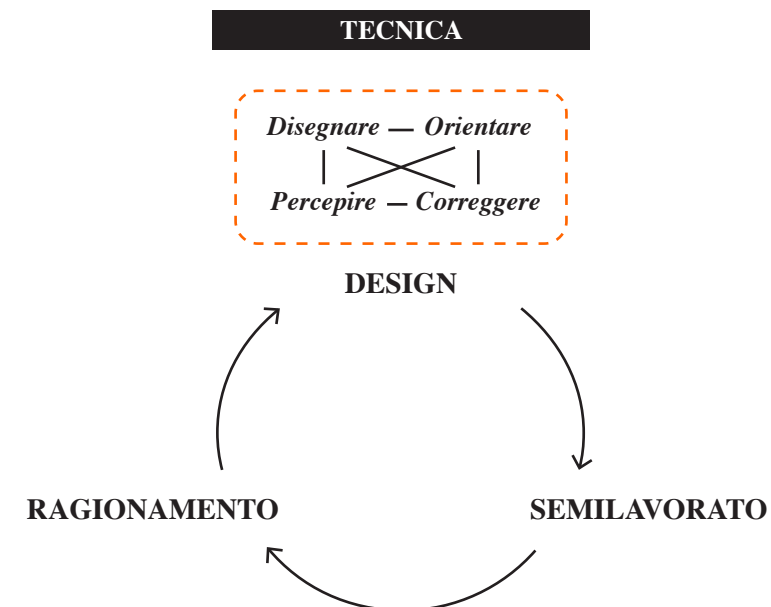 TECNICA
Disegnare — Orientare
Percepire — Correggere
DESIGN
RAGIONAMENTO
SEMILAVORATO